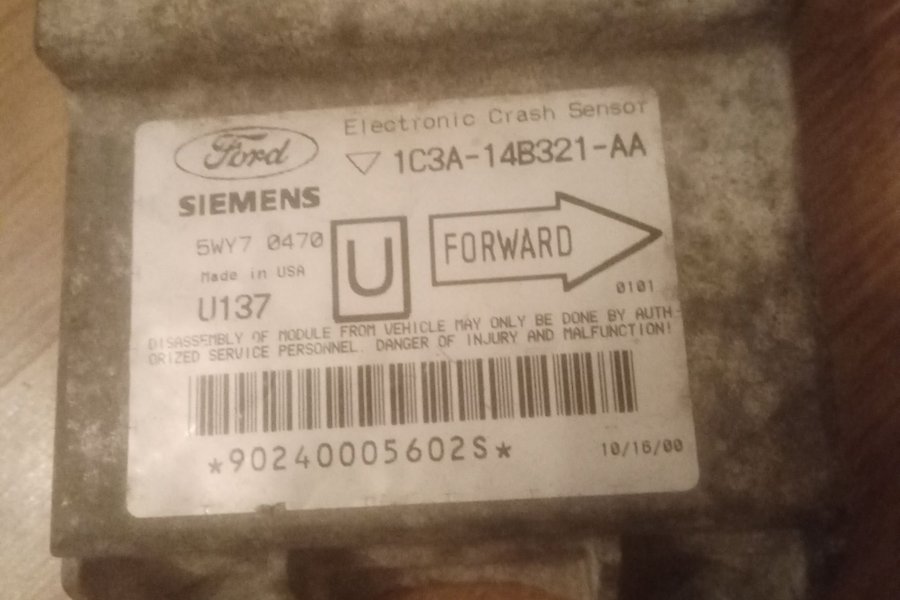 Electronic Crash Sensor
Ford
1C3A-14B321-AA
SIEMENS
5WY7 0470
U
FORWARD
Made in USA
0101
U137
DISASSEMBLY OF MODULE FROM VEHICLE MAY ONLY BE DONE BY AUTH-
ORIZED SERVICE PERSONNEL. DANGER OF INJURY AND MALFUNCTION!
*90240005602S*
10/16/00